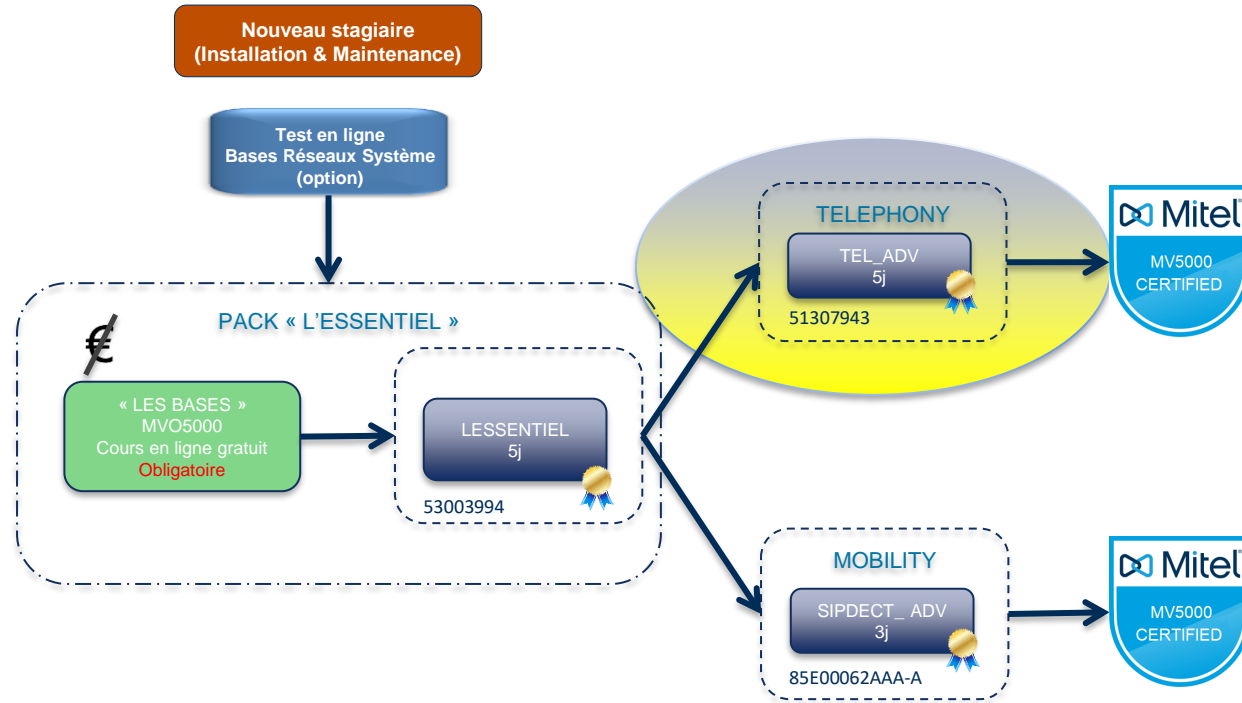 Nouveau stagiaire
(Installation & Maintenance)
Test en ligne
Bases Réseaux Système
(option)
PACK « L'ESSENTIEL »
€
« LES BASES »
MVO5000
Cours en ligne gratuit
Obligatoire
LESSENTIEL
5j
53003994
TELEPHONY
TEL_ADV
5j
51307943
Mitel
MV5000
CERTIFIED
MOBILITY
SIPDECT_ ADV
3j
85E00062AAA-A
Mitel
MV5000
CERTIFIED